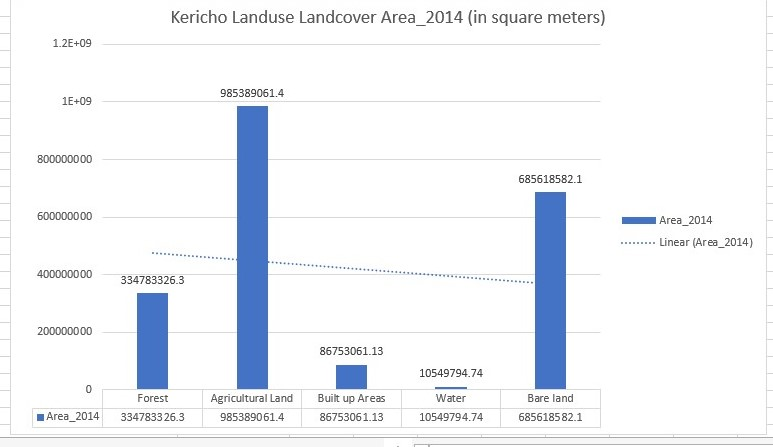 Kericho Landuse Landcover Area_2014 (in square meters)
1.2E+09
1E+09
800000000
600000000
400000000
200000000
0
334783326.3
985389061.4
86753061.13
10549794.74
685618582.1
Area_2014
Linear (Area_2014)
Forest Agricultural Land Built up Areas Water Bare land
Area_2014 334783326.3 985389061.4 86753061.13 10549794.74 685618582.1